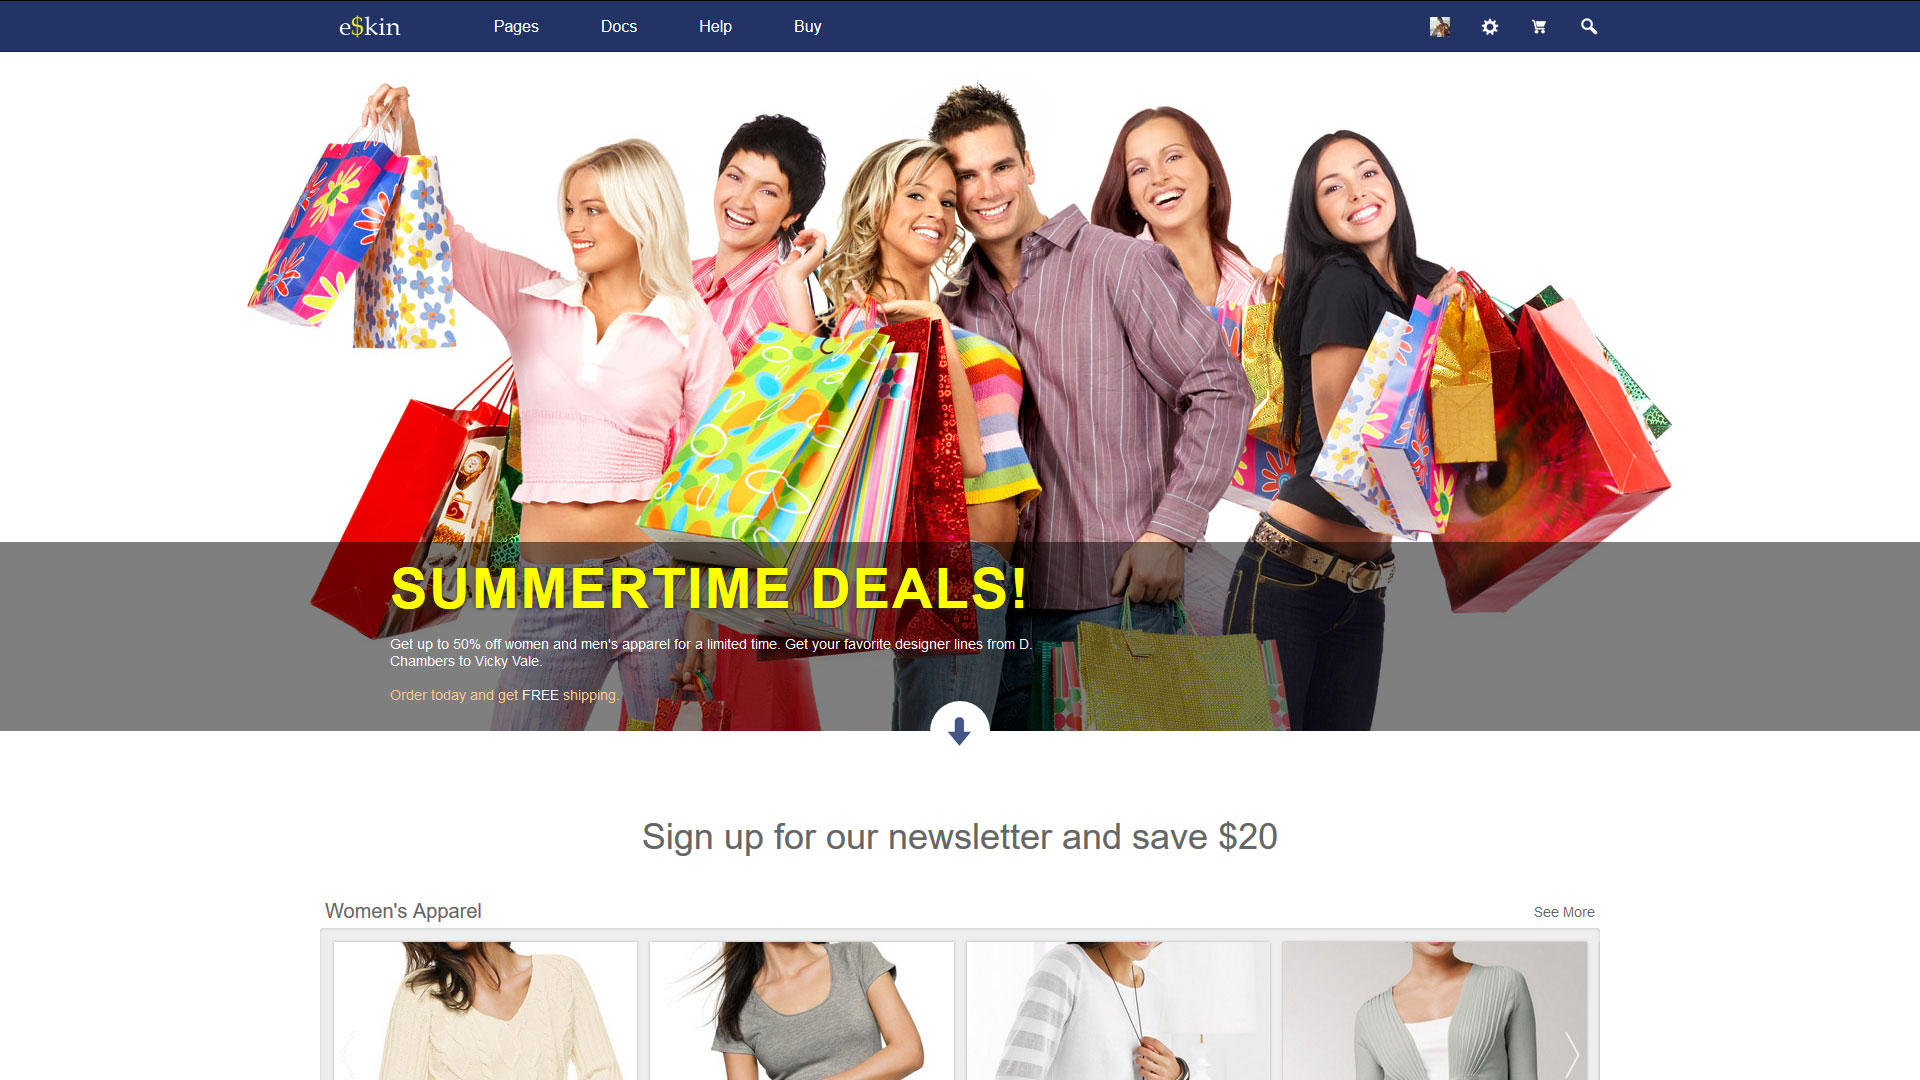 e$kin
Pages
Docs
Help
Buy
SUMMERTIME DEALS!
Get up to 50% off women and men's apparel for a limited time. Get your favorite designer lines from D.
Chambers to Vicky Vale.
Order today and get FREE shipping.
Sign up for our newsletter and save $20
Women's Apparel
See More